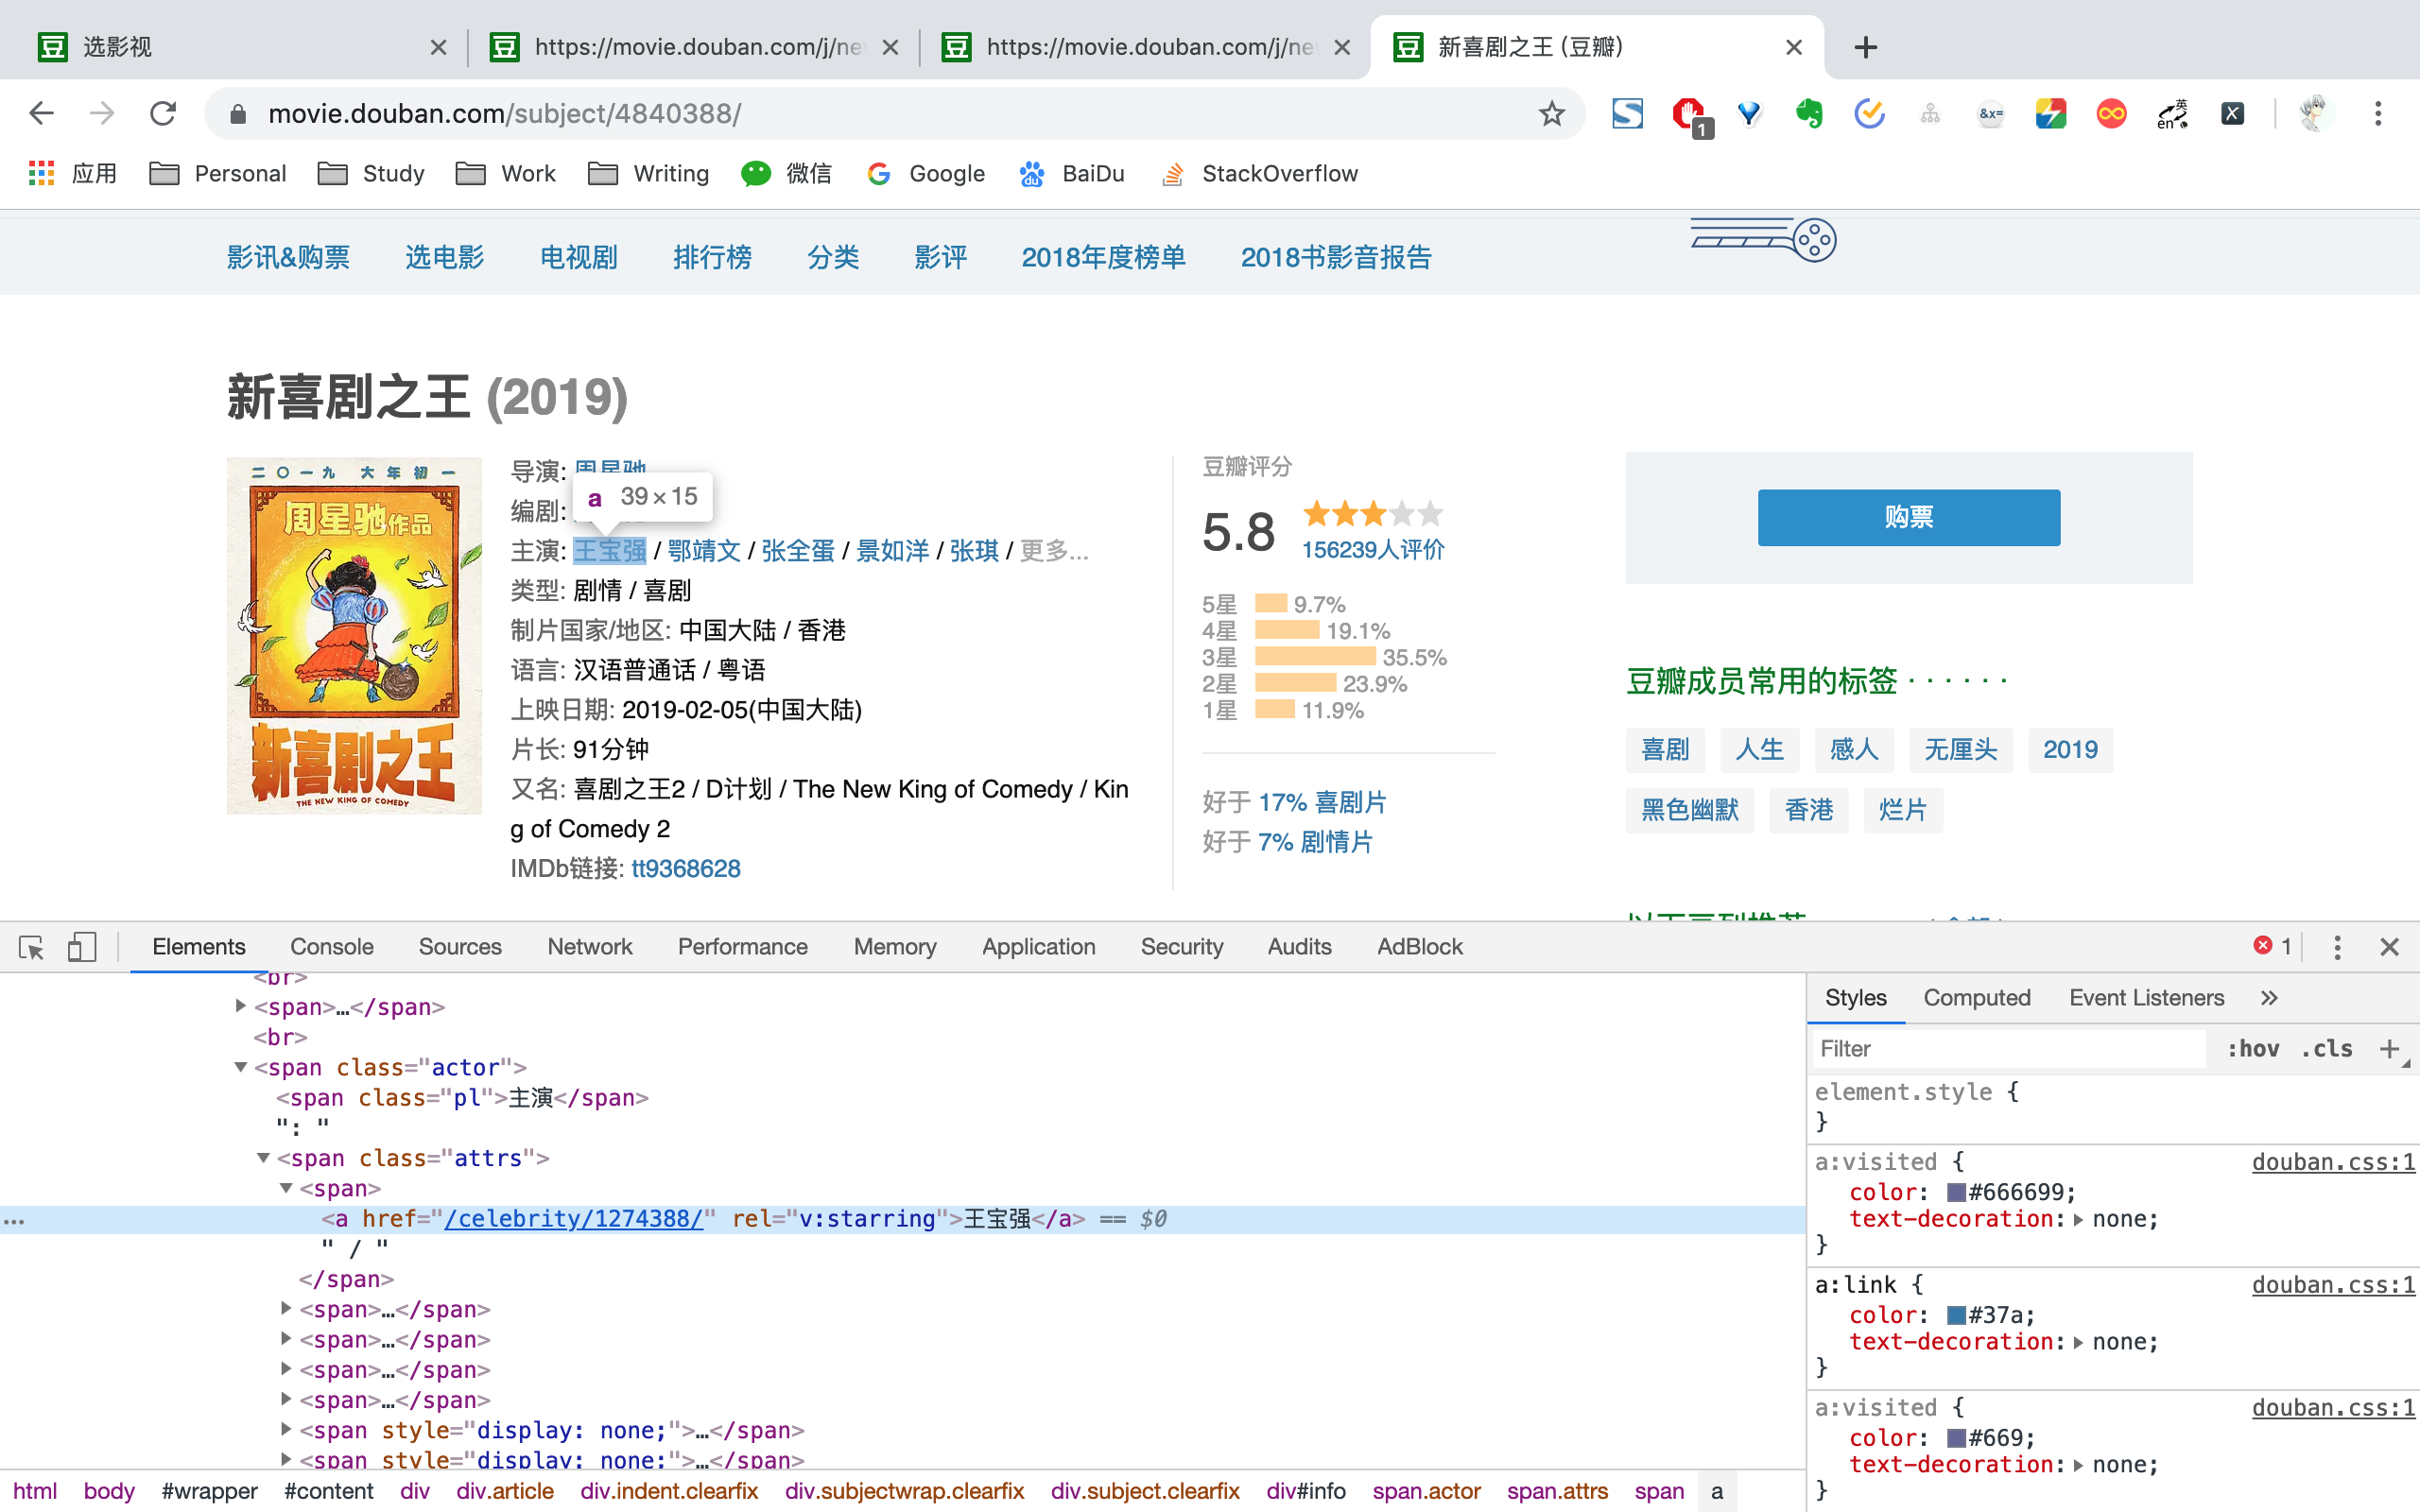 选影视
https://movie.douban.com/j/ne
https://movie.douban.com/j/ne
新喜剧之王 (豆瓣)
movie.douban.com/subject/4840388/
1
&x=
英
en
X
应用
Personal
Study
Work
Writing
微信
Google
du
BaiDu
StackOverflow
影讯&购票
选电影
电视剧
排行榜
分类
影评
2018年度榜单
2018书影音报告
新喜剧之王 (2019)
二〇一九 大年初一
周星驰作品
新喜剧之王
THE NEW KING OF COMEDY
导演: 周星驰
a 39 × 15
编剧:
主演: 王宝强 / 鄂靖文 / 张全蛋 / 景如洋 / 张琪 / 更多...
类型: 剧情 / 喜剧
制片国家/地区: 中国大陆 / 香港
语言: 汉语普通话 / 粤语
上映日期: 2019-02-05(中国大陆)
片长: 91分钟
又名: 喜剧之王2 / D计划 / The New King of Comedy / Kin
g of Comedy 2
IMDb链接: tt9368628
豆瓣评分
5.8
156239人评价
5星 9.7%
4星 19.1%
3星 35.5%
2星 23.9%
1星 11.9%
好于 17% 喜剧片
好于 7% 剧情片
购票
豆瓣成员常用的标签 · · · · · ·
喜剧
人生
感人
无厘头
2019
黑色幽默
香港
烂片
Elements
Console
Sources
Network
Performance
Memory
Application
Security
Audits
AdBlock
1
<br>
<span>…</span>
<br>
<span class="actor">
<span class="pl">主演</span>
": "
<span class="attrs">
<span>
<a href="/celebrity/1274388/" rel="v:starring">王宝强</a> == $0
" / "
</span>
<span>…</span>
<span>…</span>
<span>…</span>
<span>…</span>
<span style="display: none;">…</span>
<span style="display: none;">…</span>
html
body
#wrapper
#content
div
div.article
div.indent.clearfix
div.subjectwrap.clearfix
div.subject.clearfix
div#info
span.actor
span.attrs
span
a
Styles
Computed
Event Listeners
»
Filter
:hov
.cls
+
element.style {
}
a:visited {
douban.css:1
color: #666699;
text-decoration: none;
}
a:link {
douban.css:1
color: #37a;
text-decoration: none;
}
a:visited {
douban.css:1
color: #669;
text-decoration: none;
}